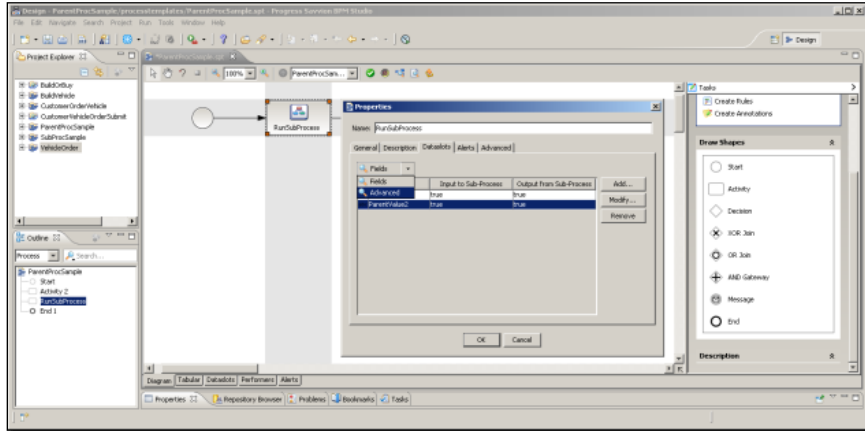 Design - ParentProcSample/processtemplates/ParentProcSample.spt - Progress Savvion BPM Studio
File Edit Navigate Search Project Run Tools Window Help
Design
Project Explorer
*ParentProcSample.spt
100%
ParentProcSam...
BuildOrBuy
BuildVehicle
CustomerOrderVehicle
CustomerVehicleOrderSubmit
ParentProcSample
SubProcSample
VehicleOrder
RunSubProcess
Properties
Name: RunSubProcess
General Description Dataslots Alerts Advanced
Fields
Fields
Advanced
Input to Sub-Process Output from Sub-Process
true true
ParentValue2 true true
Add...
Modify...
Remove
OK Cancel
Outline
Process Search...
ParentProcSample
Start
Activity 2
RunSubProcess
End 1
Tasks
Create Rules
Create Annotations
Draw Shapes
Start
Activity
Decision
XOR Join
OR Join
AND Gateway
Message
End
Description
Diagram Tabular Dataslots Performers Alerts
Properties Repository Browser Problems Bookmarks Tasks